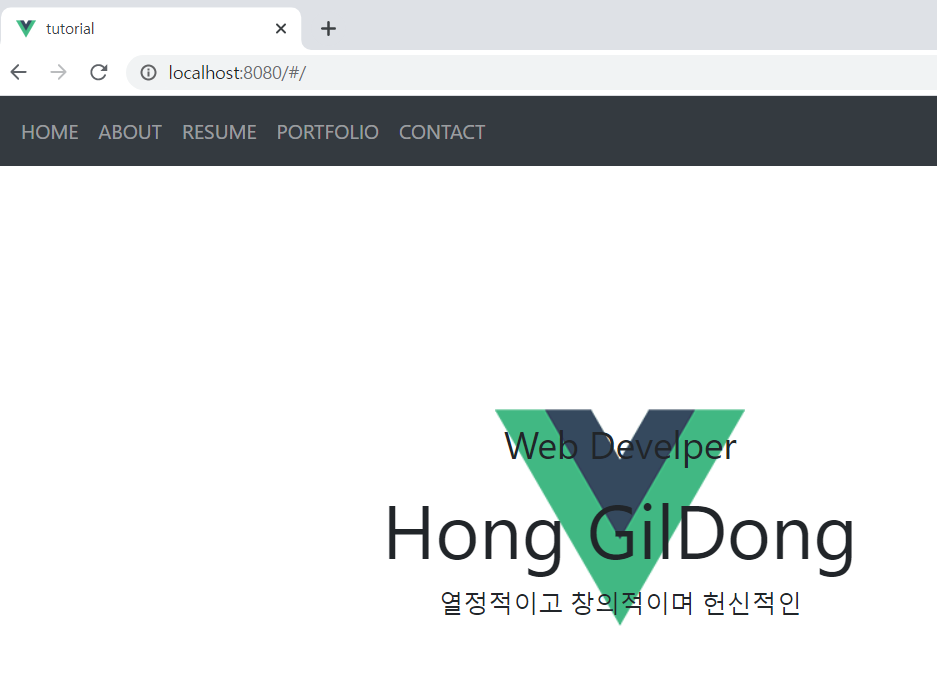 tutorial
localhost:8080/#/
HOME ABOUT RESUME PORTFOLIO CONTACT
Web Develper
Hong GilDong
열정적이고 창의적이며 헌신적인